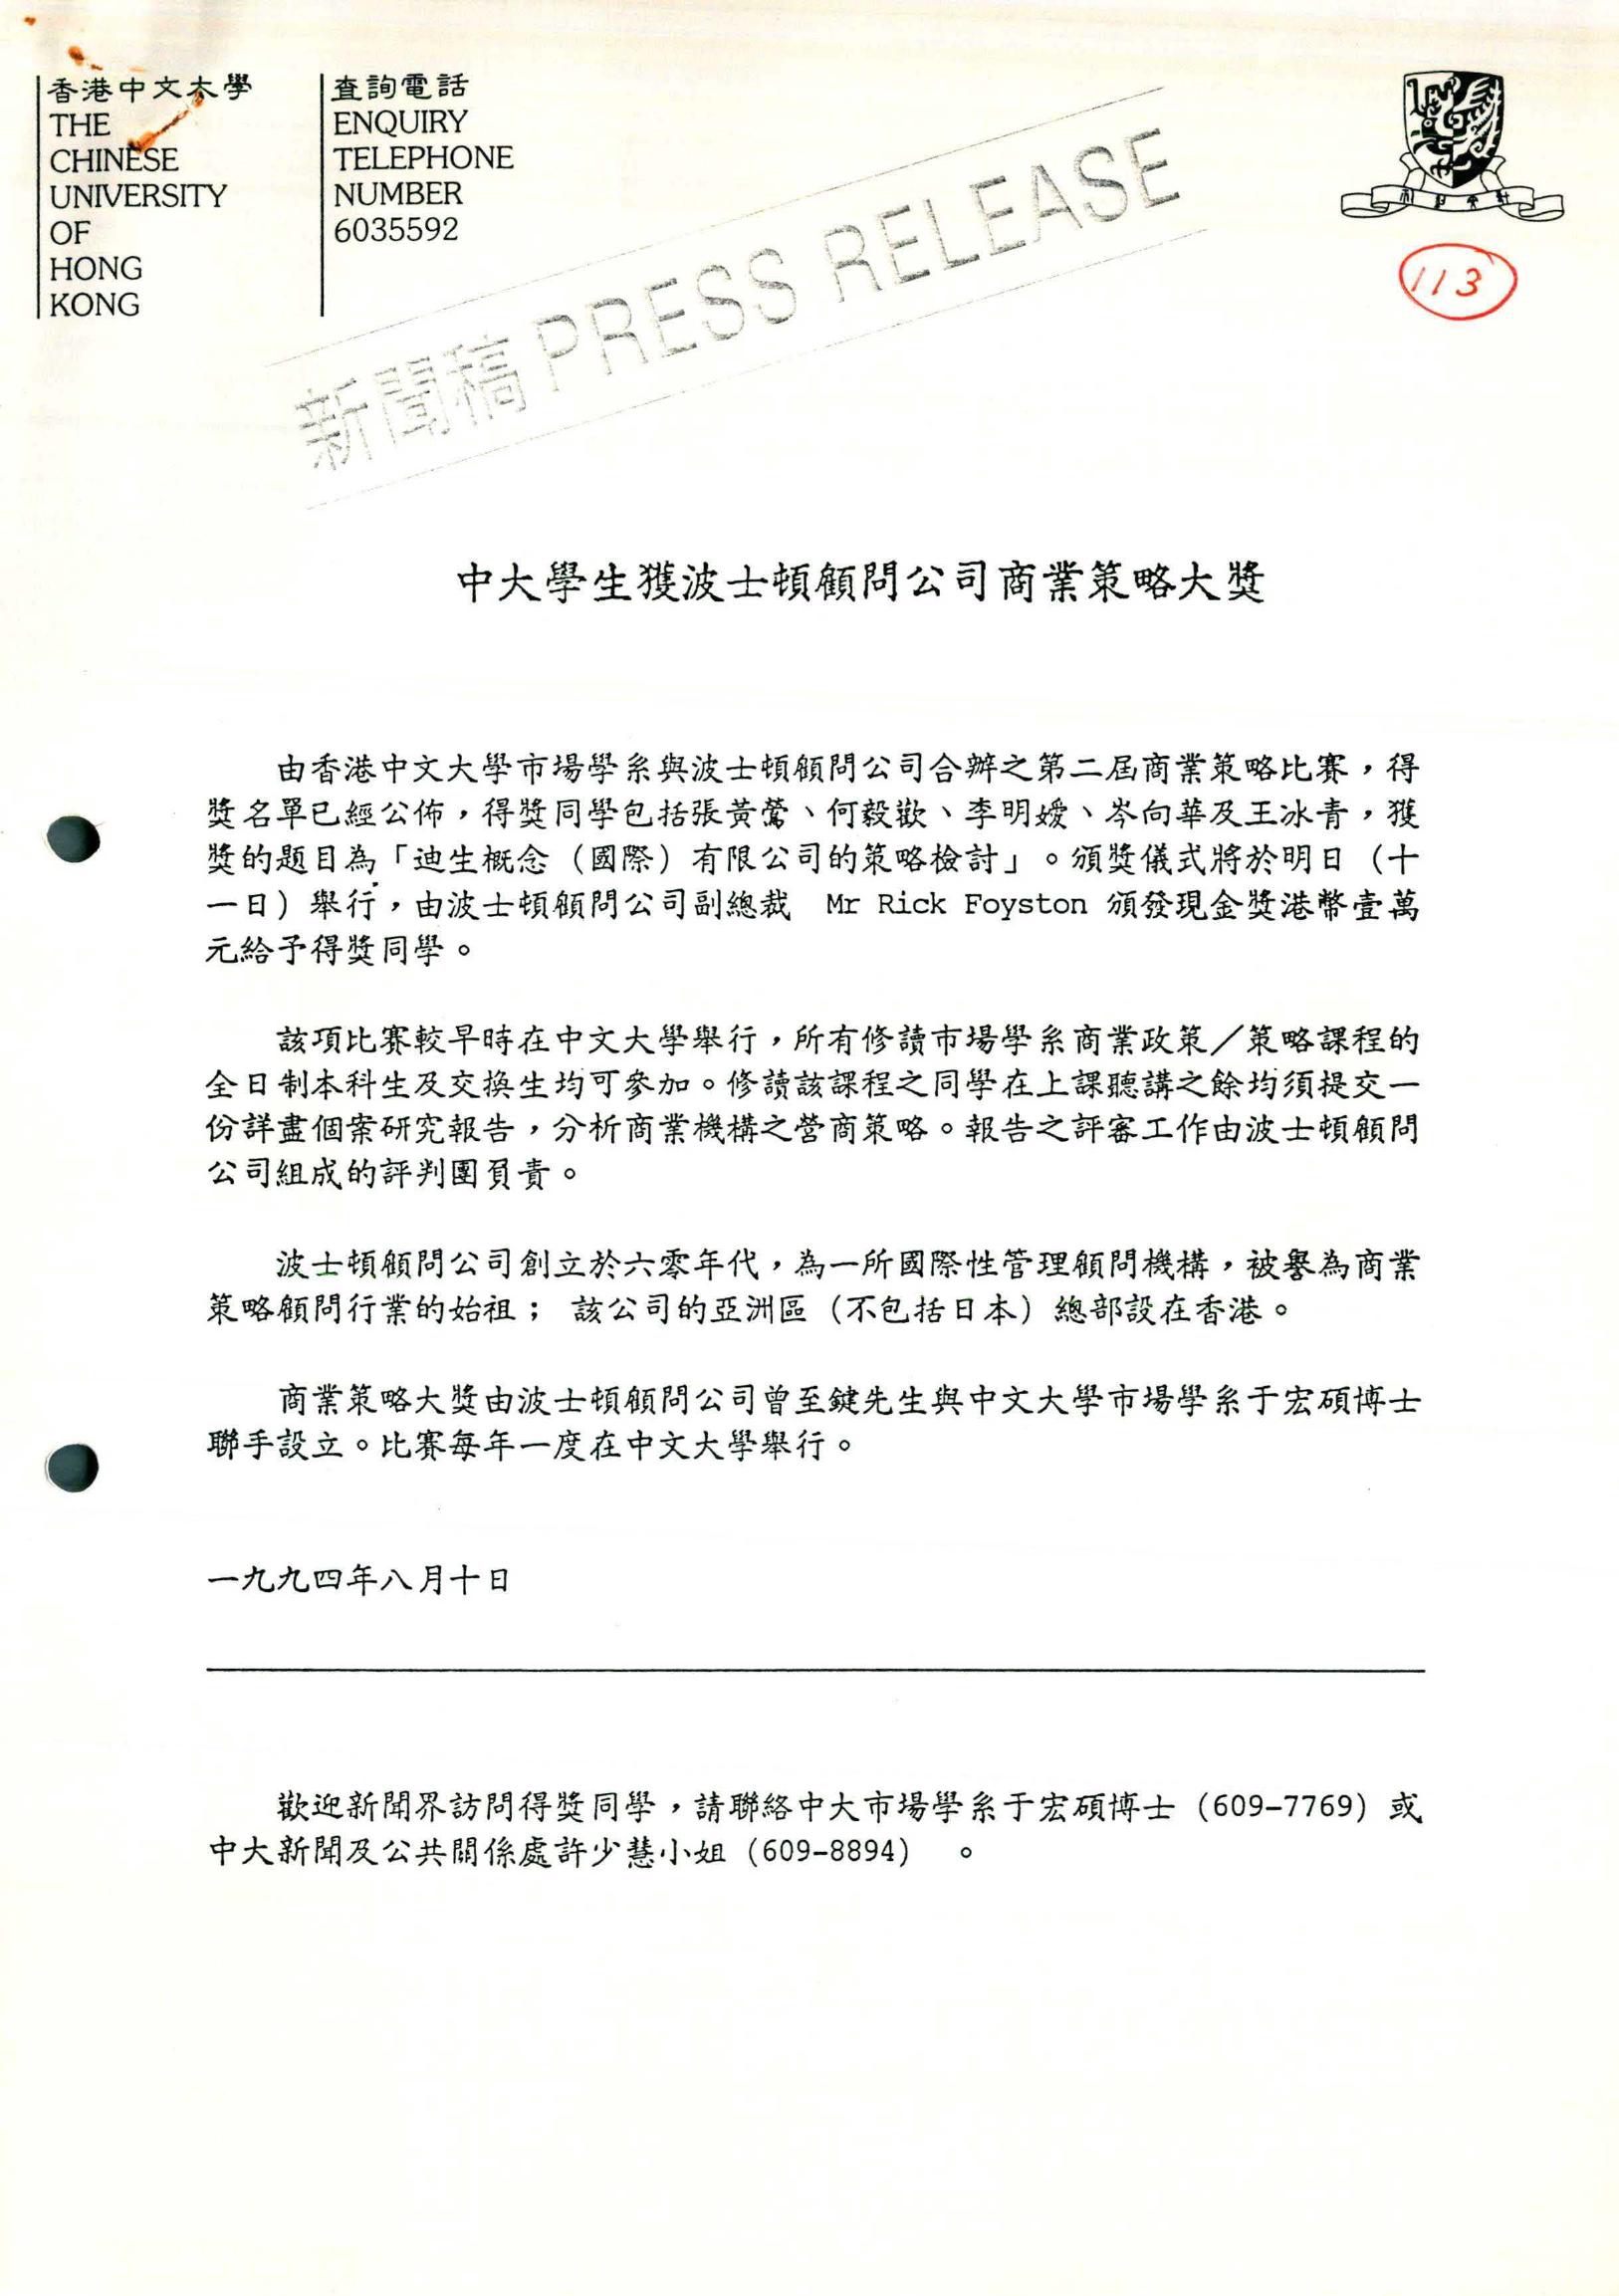 香港中文大學
THE
CHINESE
UNIVERSITY
OF
HONG
KONG
查詢電話
ENQUIRY
TELEPHONE
NUMBER
6035592
新聞稿 PRESS RELEASE
113
中大學生獲波士頓顧問公司商業策略大獎
由香港中文大學市場學系與波士頓顧問公司合辦之第二屆商業策略比賽，得
獎名單已經公佈，得獎同學包括張黃鶯、何毅歡、李明嬡、岑向華及王冰青，獲
獎的題目為「迪生概念（國際）有限公司的策略檢討」。頒獎儀式將於明日（十
一日）舉行，由波士頓顧問公司副總裁 Mr Rick Foyston 頒發現金獎港幣壹萬
元給予得獎同學。
該項比賽較早時在中文大學舉行，所有修讀市場學系商業政策／策略課程的
全日制本科生及交換生均可參加。修讀該課程之同學在上課聽講之餘均須提交一
份詳盡個案研究報告，分析商業機構之營商策略。報告之評審工作由波士頓顧問
公司組成的評判團負責。
波士頓顧問公司創立於六零年代，為一所國際性管理顧問機構，被譽為商業
策略顧問行業的始祖； 該公司的亞洲區（不包括日本）總部設在香港。
商業策略大獎由波士頓顧問公司曾至鍵先生與中文大學市場學系于宏碩博士
聯手設立。比賽每年一度在中文大學舉行。
一九九四年八月十日
歡迎新聞界訪問得獎同學，請聯絡中大市場學系于宏碩博士（609-7769）或
中大新聞及公共關係處許少慧小姐（609-8894） 。